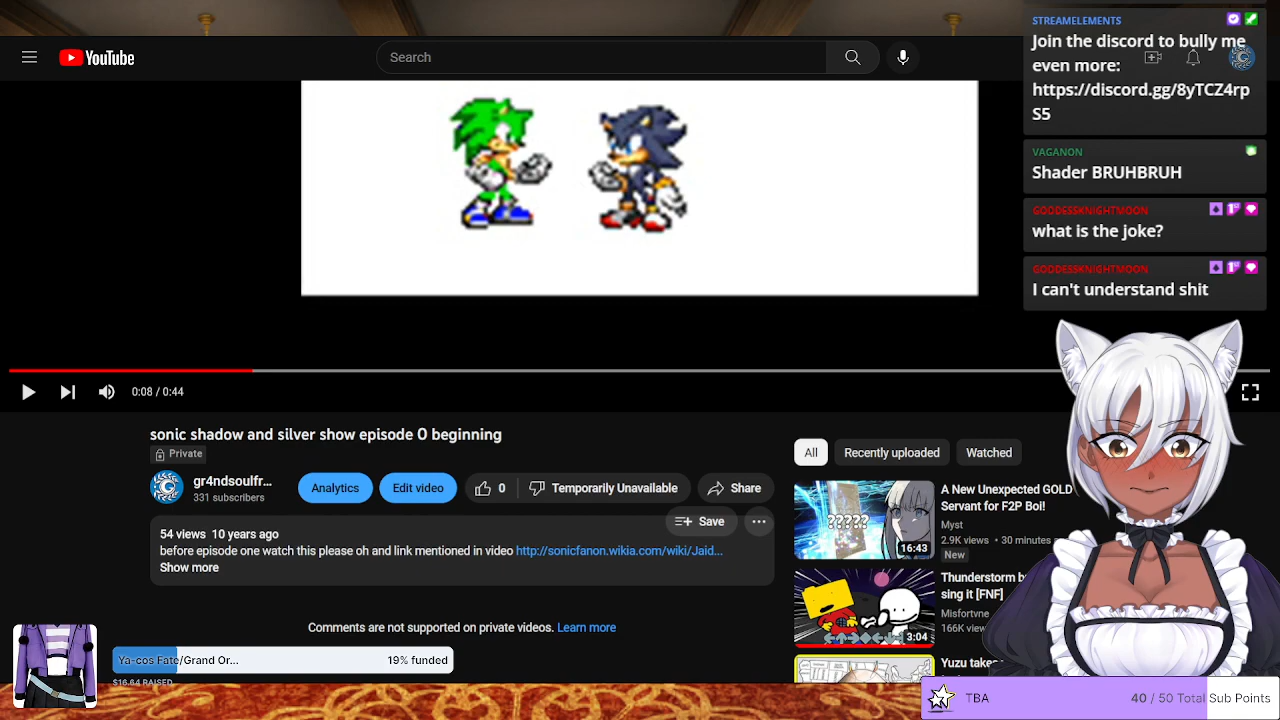 YouTube
Search
STREAMELEMENTS
Join the discord to bully me
even more:
https://discord.gg/8yTCZ4rp
S5
VAGANON
Shader BRUHBRUH
GODDESSKNIGHTMOON
what is the joke?
GODDESSKNIGHTMOON
I can't understand shit
0:08 / 0:44
sonic shadow and silver show episode 0 beginning
Private
gr4ndsoulfr...
331 subscribers
Analytics
Edit video
0
Temporarily Unavailable
Share
Save
54 views 10 years ago
before episode one watch this please oh and link mentioned in video http://sonicfanon.wikia.com/wiki/Jaid...
Show more
Comments are not supported on private videos. Learn more
All
Recently uploaded
Watched
?????
16:43
A New Unexpected GOLD
Servant for F2P Boi!
Myst
2.9K views • 30 minutes
New
3:04
Thunderstorm
sing it [FNF]
Misfortvne
166K
Yuzu
Ya-cos Fate/Grand Or...
19% funded
$16.64 RAISED
TBA
40 / 50 Total Sub Points